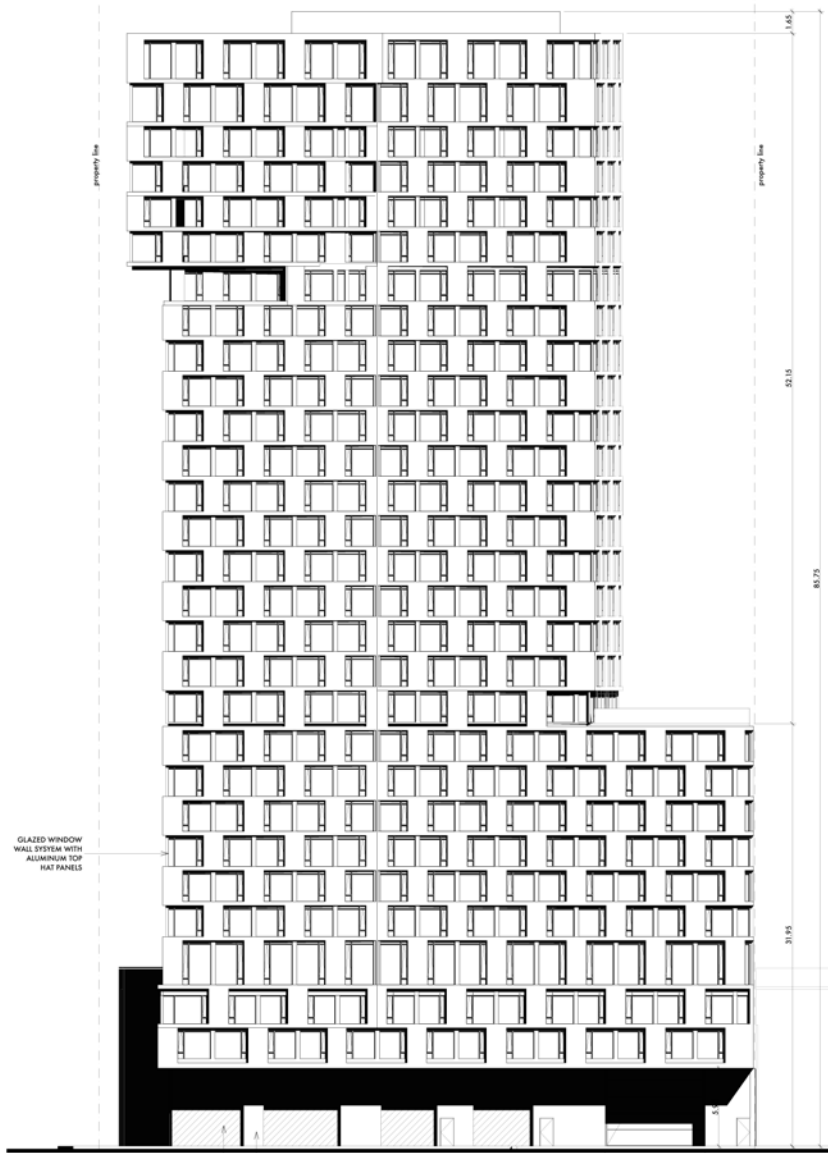 1.65
property line
property line
52.15
85.75
GLAZED WINDOW
WALL SYSYEM WITH
ALUMINUM TOP
HAT PANELS
31.95